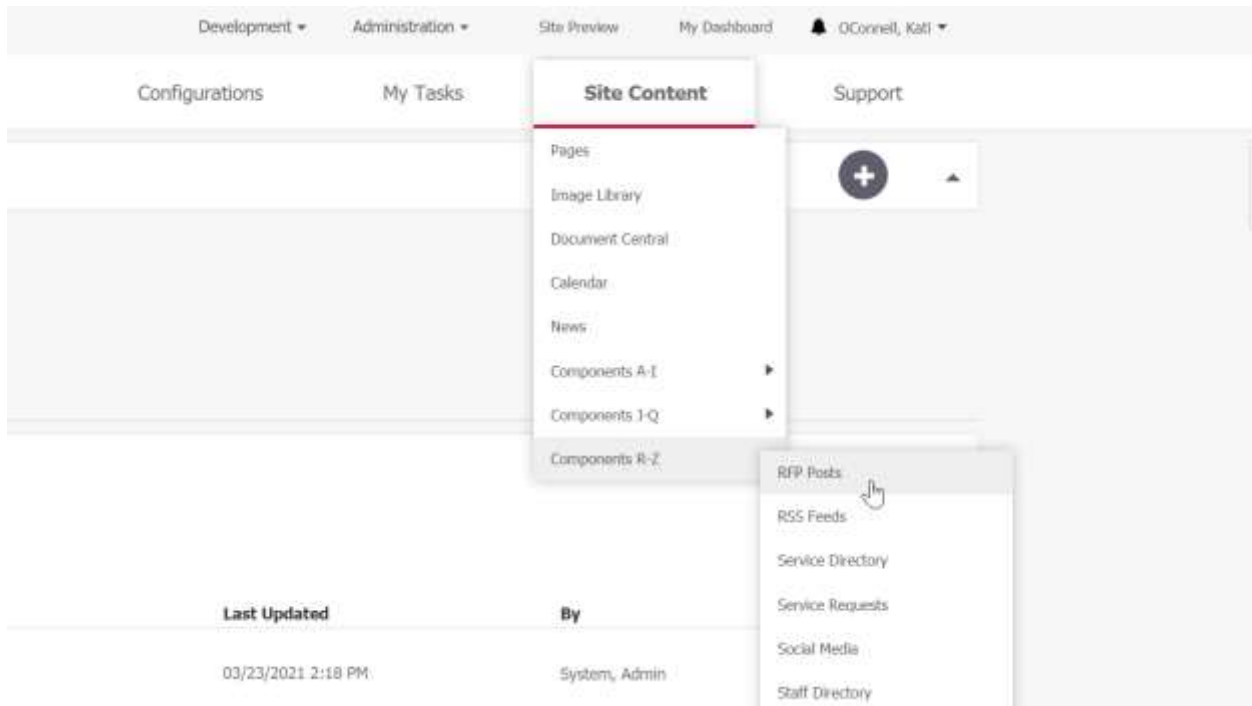 Development Administration Site Preview My Dashboard OConnell, Kati
Configurations My Tasks Site Content Support
Pages
Image Library
Document Central
Calendar
News
Components A-I
Components J-Q
Components R-Z
RFP Posts
RSS Feeds
Service Directory
Service Requests
Social Media
Staff Directory
Last Updated By
03/23/2021 2:18 PM System, Admin